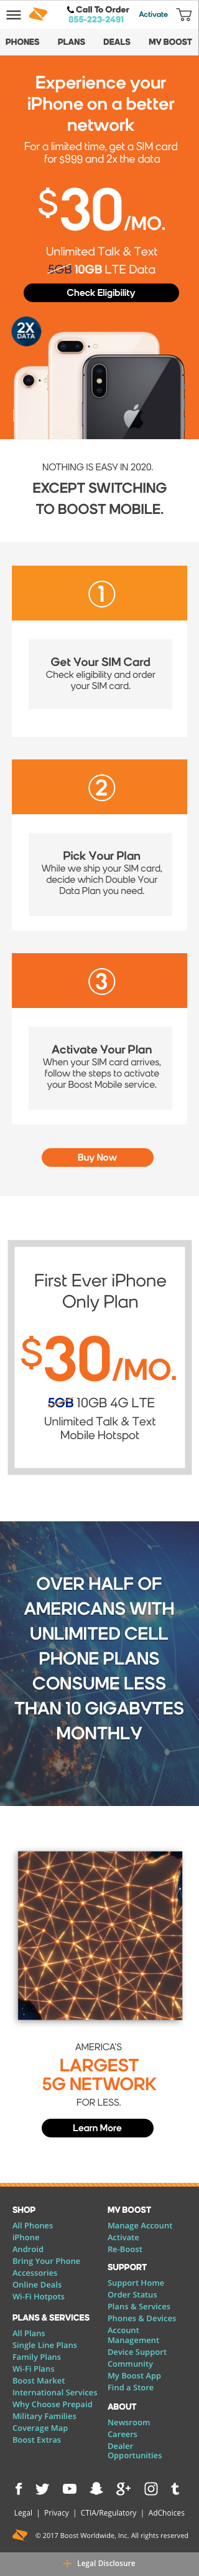 Call To Order
855-223-2491
Activate
PHONES PLANS DEALS MY BOOST
Experience your
iPhone on a better
network
For a limited time, get a SIM card
for $999 and 2x the data
$30/MO.
Unlimited Talk & Text
5GB 10GB LTE Data
Check Eligibility
2X
DATA
NOTHING IS EASY IN 2020.
EXCEPT SWITCHING
TO BOOST MOBILE.
1
Get Your SIM Card
Check eligibility and order
your SIM card.
2
Pick Your Plan
While we ship your SIM card,
decide which Double Your
Data Plan you need.
3
Activate Your Plan
When your SIM card arrives,
follow the steps to activate
your Boost Mobile service.
Buy Now
First Ever iPhone
Only Plan
$30/MO.
5GB 10GB 4G LTE
Unlimited Talk & Text
Mobile Hotspot
OVER HALF OF
AMERICANS WITH
UNLIMITED CELL
PHONE PLANS
CONSUME LESS
THAN 10 GIGABYTES
MONTHLY
AMERICA'S
LARGEST
5G NETWORK
FOR LESS.
Learn More
SHOP
All Phones
iPhone
Android
Bring Your Phone
Accessories
Online Deals
Wi-Fi Hotpots
PLANS & SERVICES
All Plans
Single Line Plans
Family Plans
Wi-Fi Plans
Boost Market
International Services
Why Choose Prepaid
Military Families
Coverage Map
Boost Extras
MY BOOST
Manage Account
Activate
Re-Boost
SUPPORT
Support Home
Order Status
Plans & Services
Phones & Devices
Account
Management
Device Support
Community
My Boost App
Find a Store
ABOUT
Newsroom
Careers
Dealer
Opportunities
Legal | Privacy | CTIA/Regulatory | AdChoices
© 2017 Boost Worldwide, Inc. All rights reserved
+ Legal Disclosure